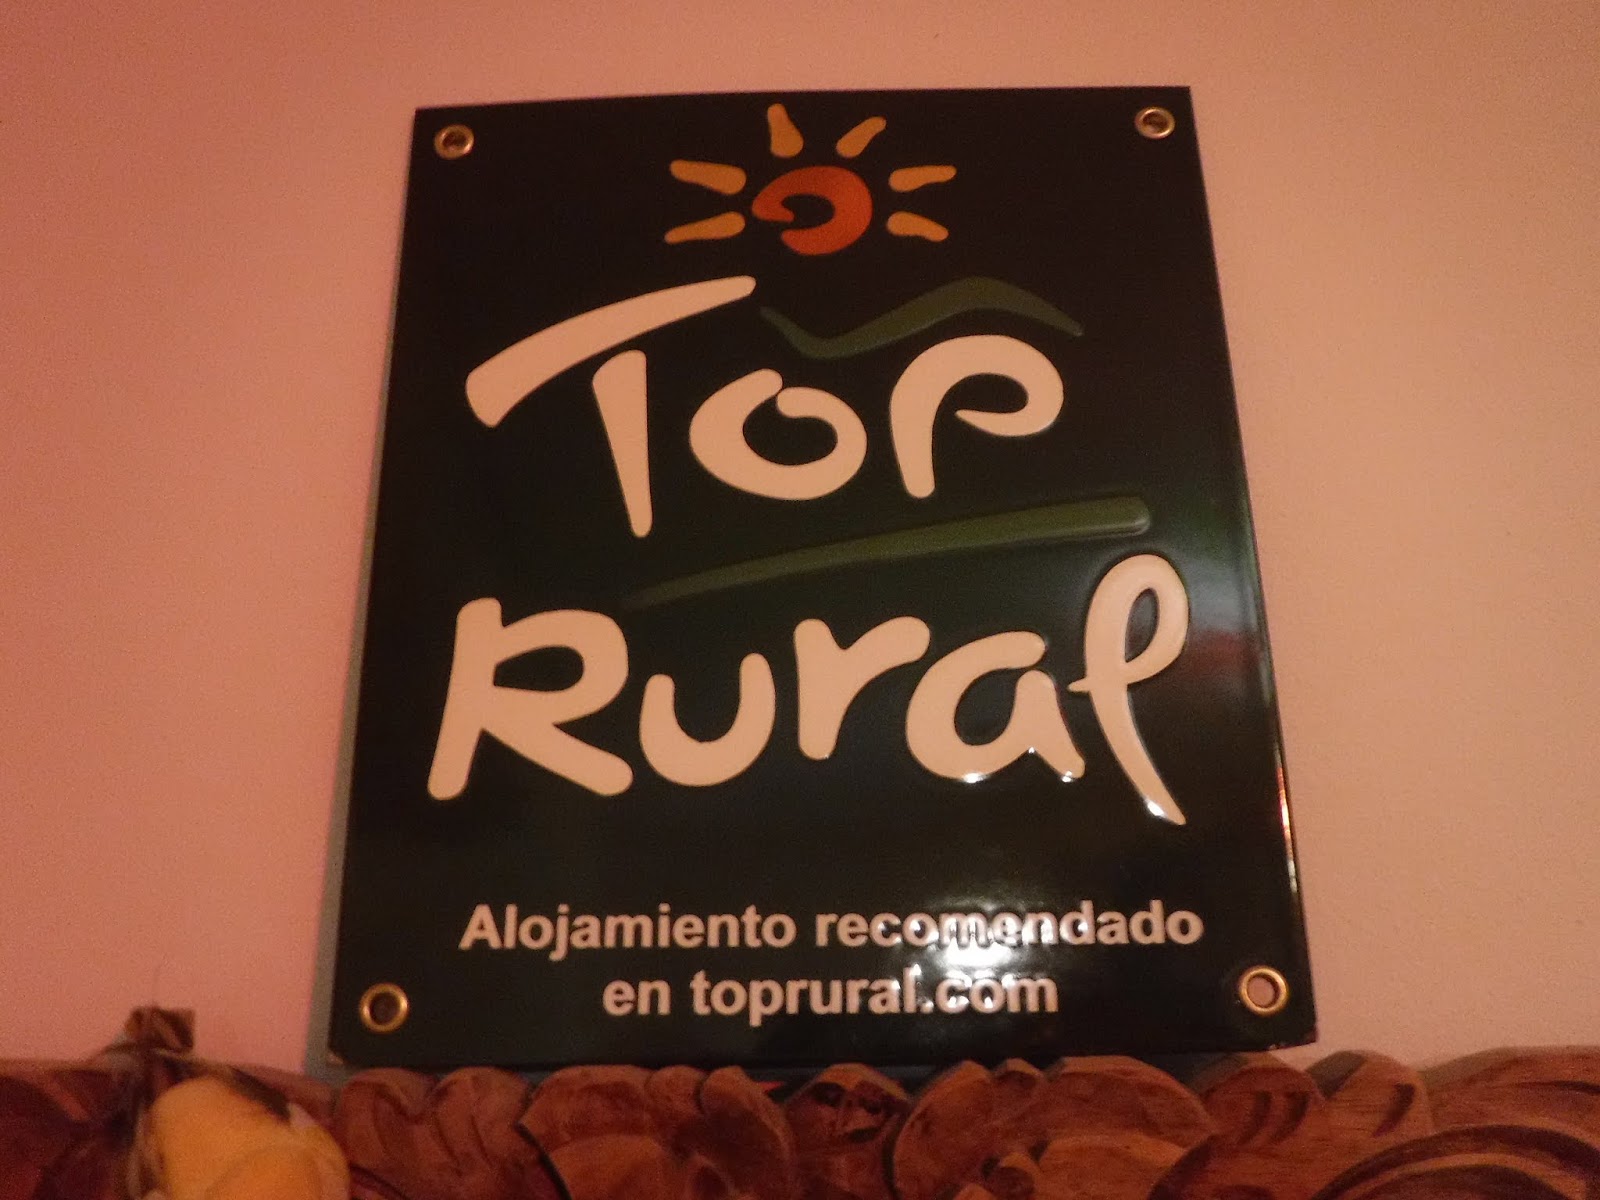 Top
Rural
Alojamiento recomendado
en toprural.com